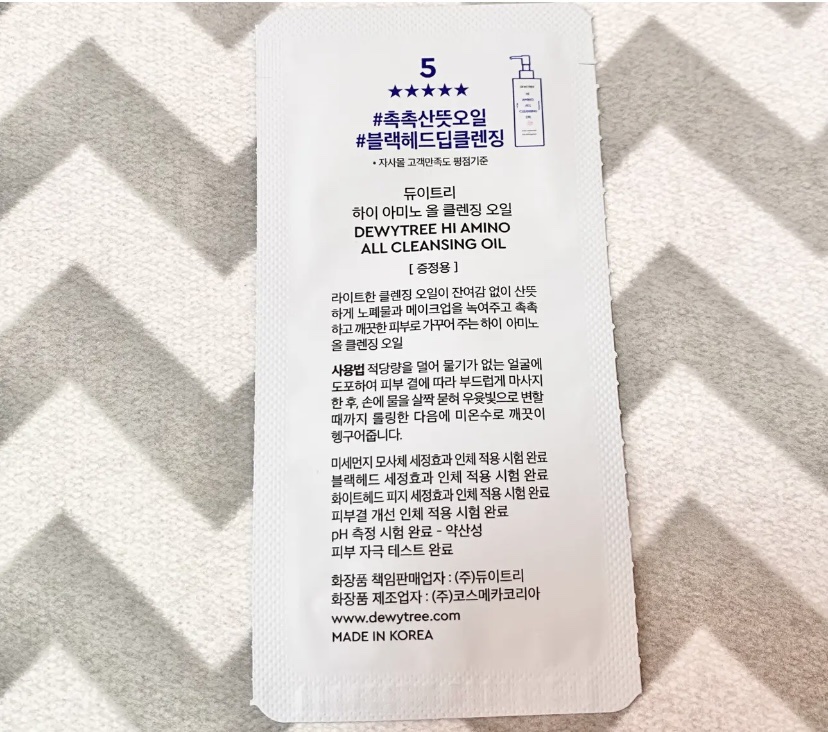 5
★★★★★
#촉촉산뜻오일
#블랙헤드딥클렌징
• 자사몰 고객만족도 평점기준
듀이트리
하이 아미노 올 클렌징 오일
DEWYTREE HI AMINO
ALL CLEANSING OIL
[ 증정용 ]
라이트한 클렌징 오일이 잔여감 없이 산뜻
하게 노폐물과 메이크업을 녹여주고 촉촉
하고 깨끗한 피부로 가꾸어 주는 하이 아미노
올 클렌징 오일
사용법 적당량을 덜어 물기가 없는 얼굴에
도포하여 피부 결에 따라 부드럽게 마사지
한 후, 손에 물을 살짝 묻혀 우윳빛으로 변할
때까지 롤링한 다음에 미온수로 깨끗이
헹구어줍니다.
미세먼지 모사체 세정효과 인체 적용 시험 완료
블랙헤드 세정효과 인체 적용 시험 완료
화이트헤드 피지 세정효과 인체 적용 시험 완료
피부결 개선 인체 적용 시험 완료
pH 측정 시험 완료 - 약산성
피부 자극 테스트 완료
화장품 책임판매업자 : (주)듀이트리
화장품 제조업자 : (주)코스메카코리아
www.dewytree.com
MADE IN KOREA